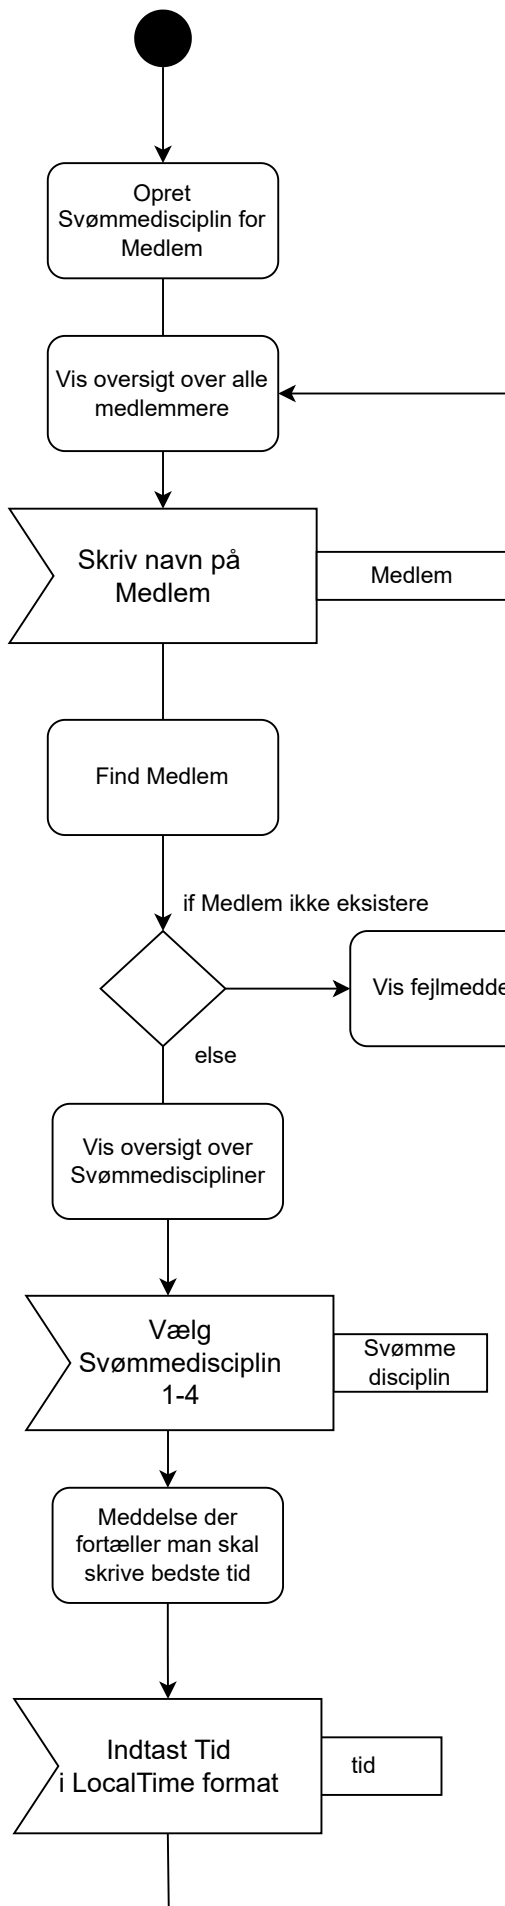 Opret
Svømmedisciplin for
Medlem
Vis oversigt over alle
medlemmere
Skriv navn på
Medlem
Medlem
Find Medlem
if Medlem ikke eksistere
Vis fejlmedde
else
Vis oversigt over
Svømmediscipliner
Vælg
Svømmedisciplin
1-4
Svømme
disciplin
Meddelse der
fortæller man skal
skrive bedste tid
Indtast Tid
i LocalTime format
tid